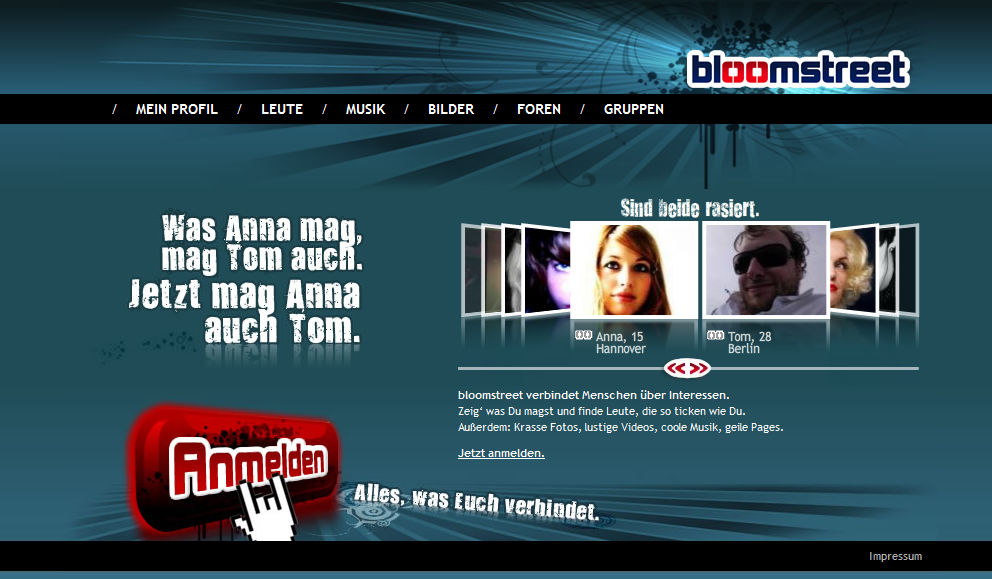 bloomstreet
/ MEIN PROFIL / LEUTE / MUSIK / BILDER / FOREN / GRUPPEN
Was Anna mag,
mag Tom auch.
Jetzt mag Anna
auch Tom.
Sind beide rasiert.
Anna, 15
Hannover
Tom, 28
Berlin
bloomstreet verbindet Menschen über Interessen.
Zeig' was Du magst und finde Leute, die so ticken wie Du.
Außerdem: Krasse Fotos, lustige Videos, coole Musik, geile Pages.
Jetzt anmelden.
Anmelden
Alles, was Euch verbindet.
Impressum